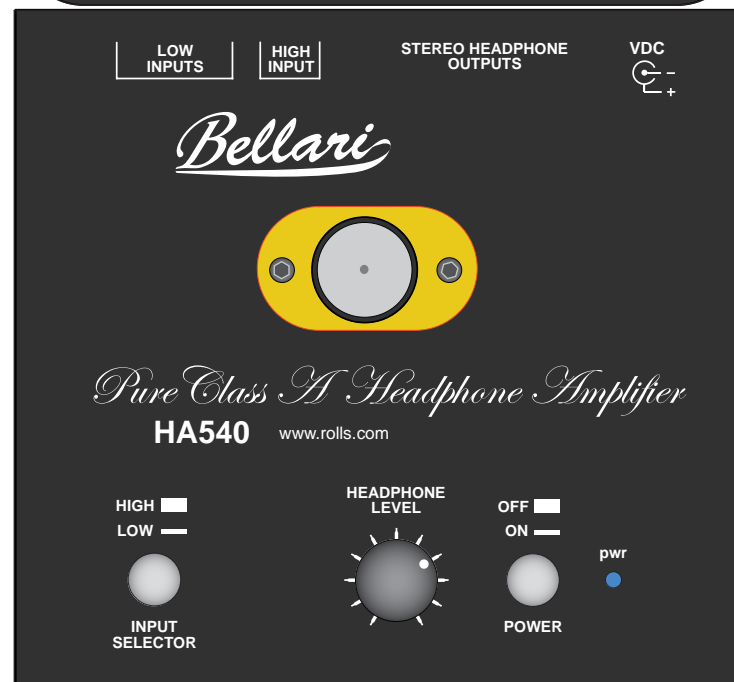 LOW
INPUTS
HIGH
INPUT
STEREO HEADPHONE
OUTPUTS
VDC
-
+
Bellari
Pure Class A Headphone Amplifier
HA540 www.rolls.com
HIGH
LOW
INPUT
SELECTOR
HEADPHONE
LEVEL
OFF
ON
POWER
pwr